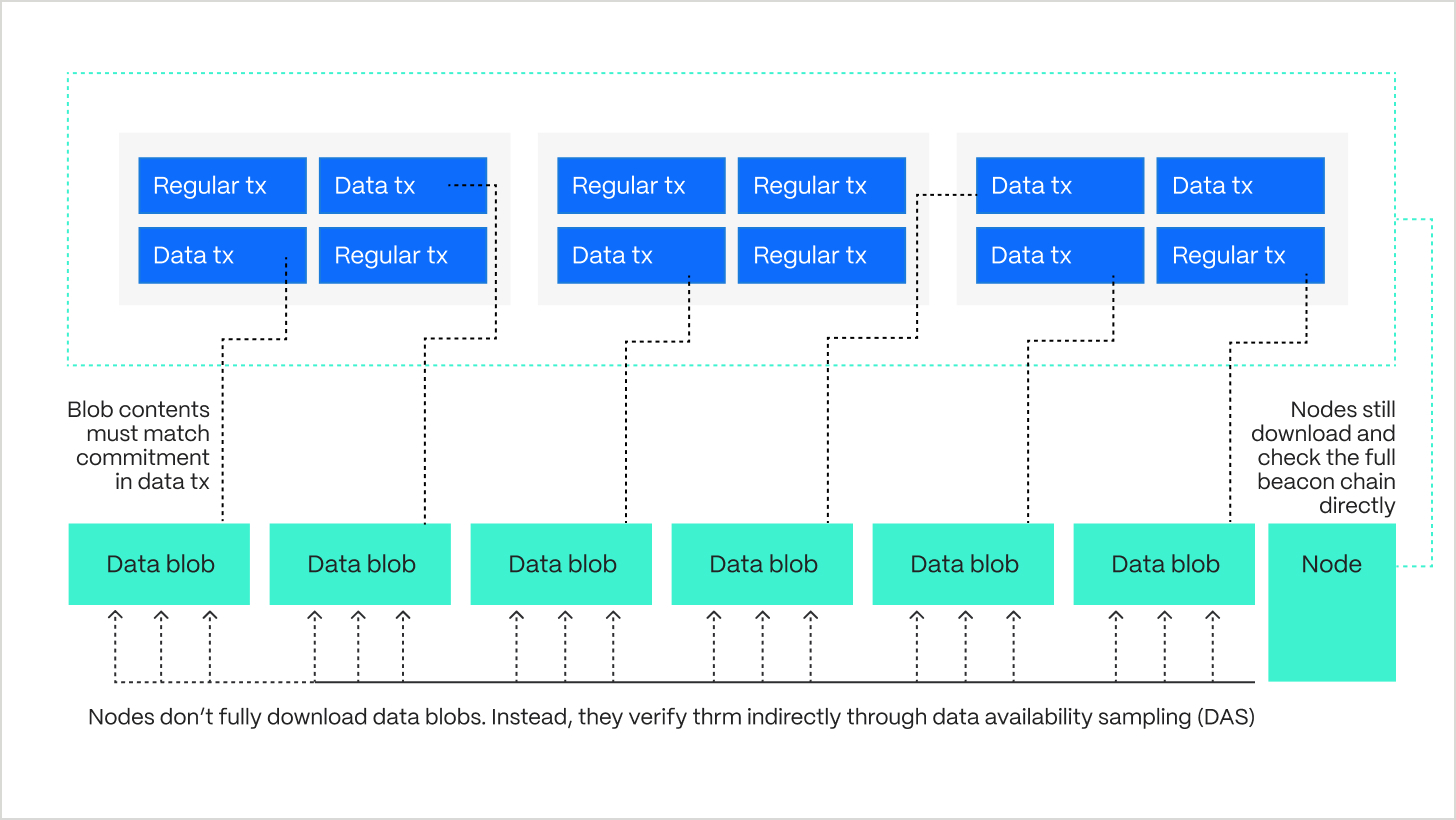 Regular tx
Data tx
Regular tx
Regular tx
Data tx
Data tx
Data tx
Regular tx
Data tx
Regular tx
Data tx
Regular tx
Blob contents
must match
commitment
in data tx
Nodes still
download and
check the full
beacon chain
directly
Data blob
Data blob
Data blob
Data blob
Data blob
Data blob
Node
Nodes don’t fully download data blobs. Instead, they verify thrm indirectly through data availability sampling (DAS)